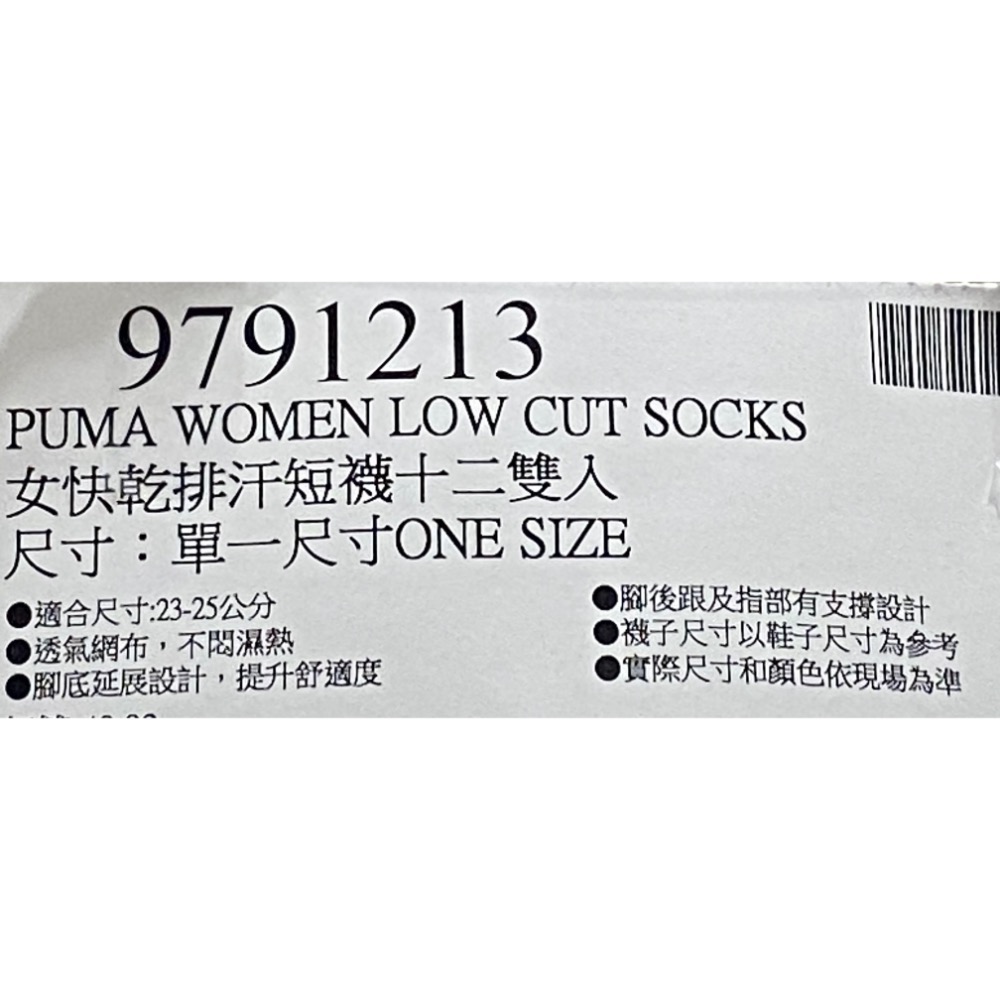 9791213
PUMA WOMEN LOW CUT SOCKS
女快乾排汗短襪十二雙入
尺寸：單一尺寸ONE SIZE
●適合尺寸:23-25公分
●透氣網布，不悶濕熱
●腳底延展設計，提升舒適度
●腳後跟及指部有支撐設計
●襪子尺寸以鞋子尺寸為參考
●實際尺寸和顏色依現場為準